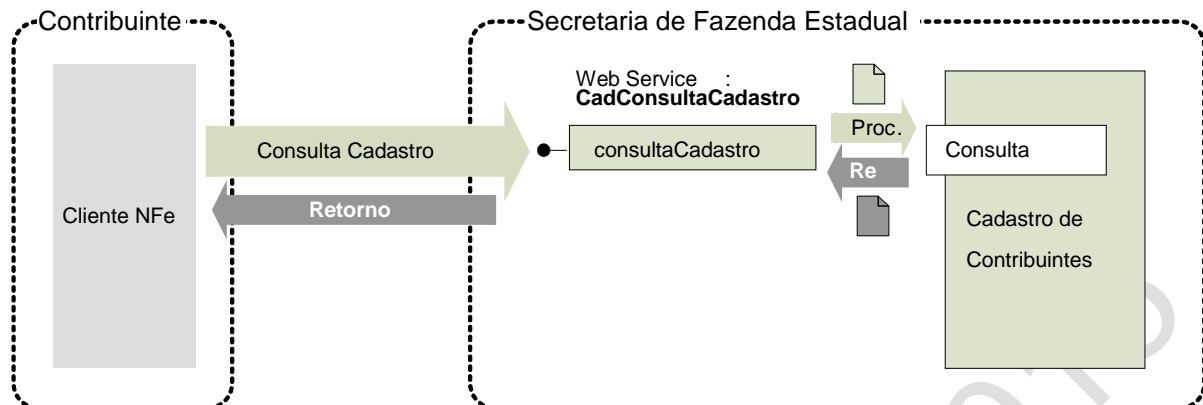 Contribuinte
Secretaria de Fazenda Estadual
Web Service :
CadConsultaCadastro
Cliente NFe
Consulta Cadastro
Retorno
consultaCadastro
Proc.
Re
Consulta
Cadastro de
Contribuintes